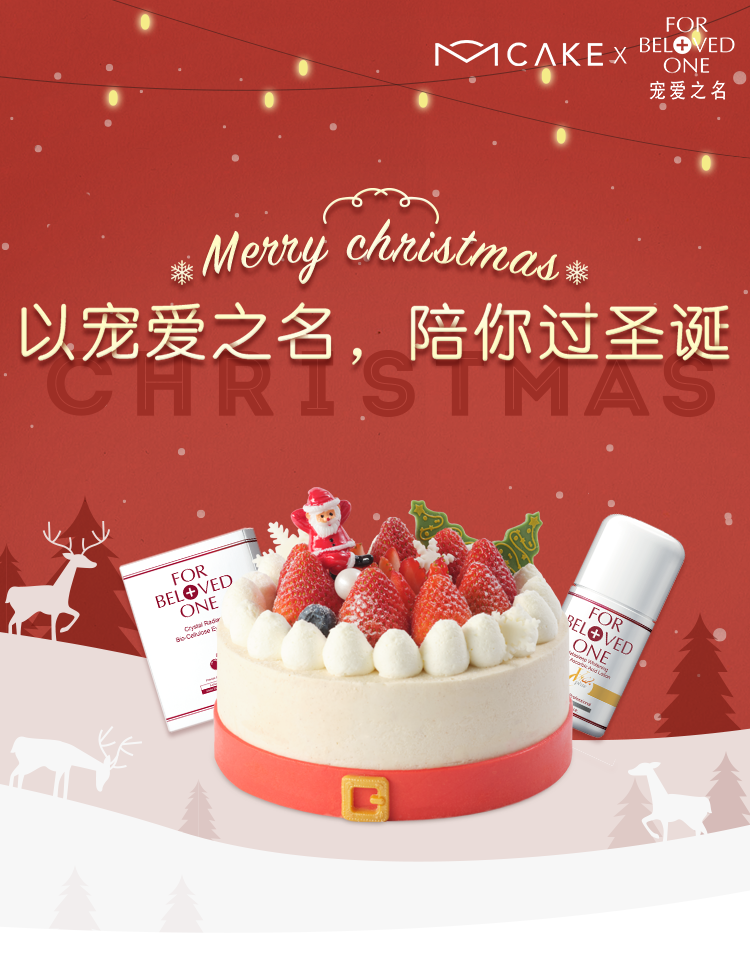 MCAKE X FOR BELOVED ONE
宠爱之名
Merry christmas
以宠爱之名，陪你过圣诞
CHRISTMAS
FOR
BELOVED
ONE
FOR
BELOVED
ONE